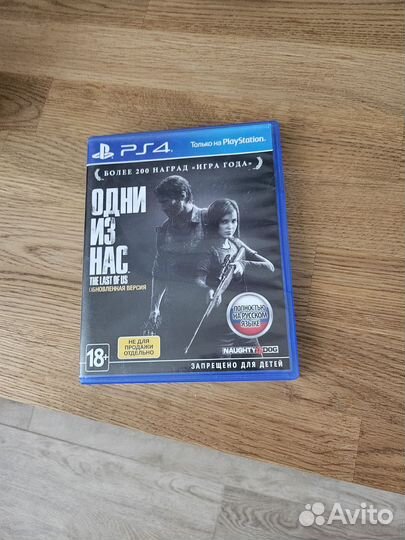 PS4
Только на PlayStation.
БОЛЕЕ 200 НАГРАД «ИГРА ГОДА»
ОДНИ
ИЗ
НАС
THE LAST OF US
ОБНОВЛЕННАЯ ВЕРСИЯ
ПОЛНОСТЬЮ
НА РУССКОМ
ЯЗЫКЕ
НЕ ДЛЯ
ПРОДАЖИ
ОТДЕЛЬНО
18+
NAUGHTY DOG
ЗАПРЕЩЕНО ДЛЯ ДЕТЕЙ
Avito